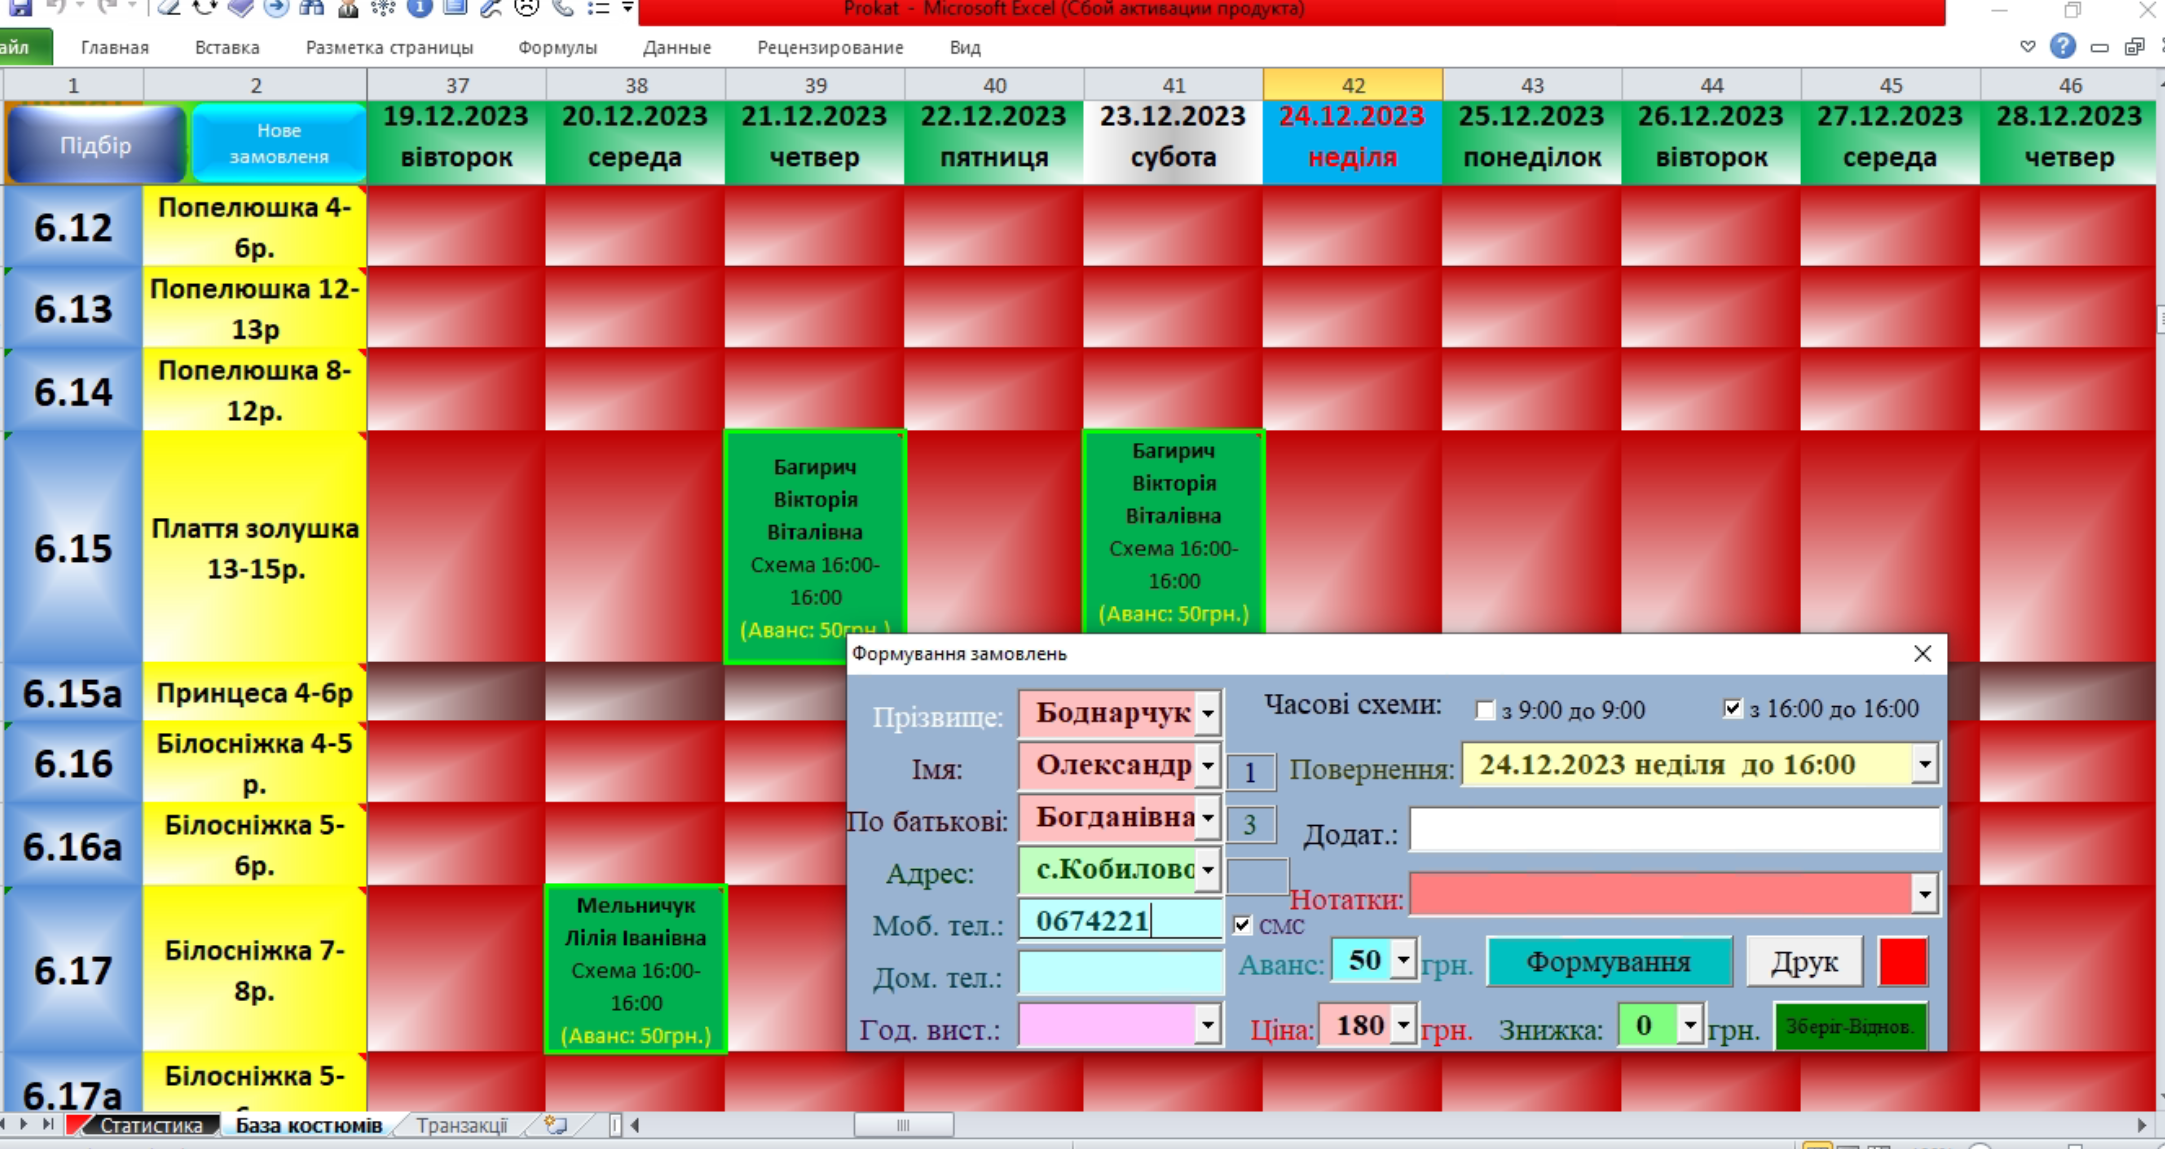 Prokat - Microsoft Excel (Сбой активации продукта)
айл Главная Вставка Разметка страницы Формулы Данные Рецензирование Вид
1 2 37 38 39 40 41 42 43 44 45 46
Підбір
Нове
замовленя
19.12.2023 20.12.2023 21.12.2023 22.12.2023 23.12.2023 24.12.2023 25.12.2023 26.12.2023 27.12.2023 28.12.2023
вівторок середа четвер пятниця субота неділя понеділок вівторок середа четвер
6.12
Попелюшка 4-
6р.
6.13
Попелюшка 12-
13р
6.14
Попелюшка 8-
12р.
6.15
Плаття золушка
13-15р.
Багирич
Вікторія
Віталівна
Схема 16:00-
16:00
(Аванс: 50грн.)
Багирич
Вікторія
Віталівна
Схема 16:00-
16:00
(Аванс: 50грн.)
6.15а
Принцеса 4-6р
6.16
Білосніжка 4-5
р.
6.16а
Білосніжка 5-
6р.
6.17
Білосніжка 7-
8р.
Мельничук
Лілія Іванівна
Схема 16:00-
16:00
(Аванс: 50грн.)
6.17а
Білосніжка 5-
Формування замовлень
Прізвище: Боднарчук
Часові схеми: з 9:00 до 9:00 з 16:00 до 16:00
Імя: Олександр 1
Повернення: 24.12.2023 неділя до 16:00
По батькові: Богданівна 3
Додат.:
Адрес: с.Кобилово
Нотатки:
Моб. тел.: 0674221 смс
Дом. тел.:
Аванс: 50 грн. Формування Друк
Год. вист.:
Ціна: 180 грн. Знижка: 0 грн. Зберіг-Віднов.
Статистика База костюмів Транзакції